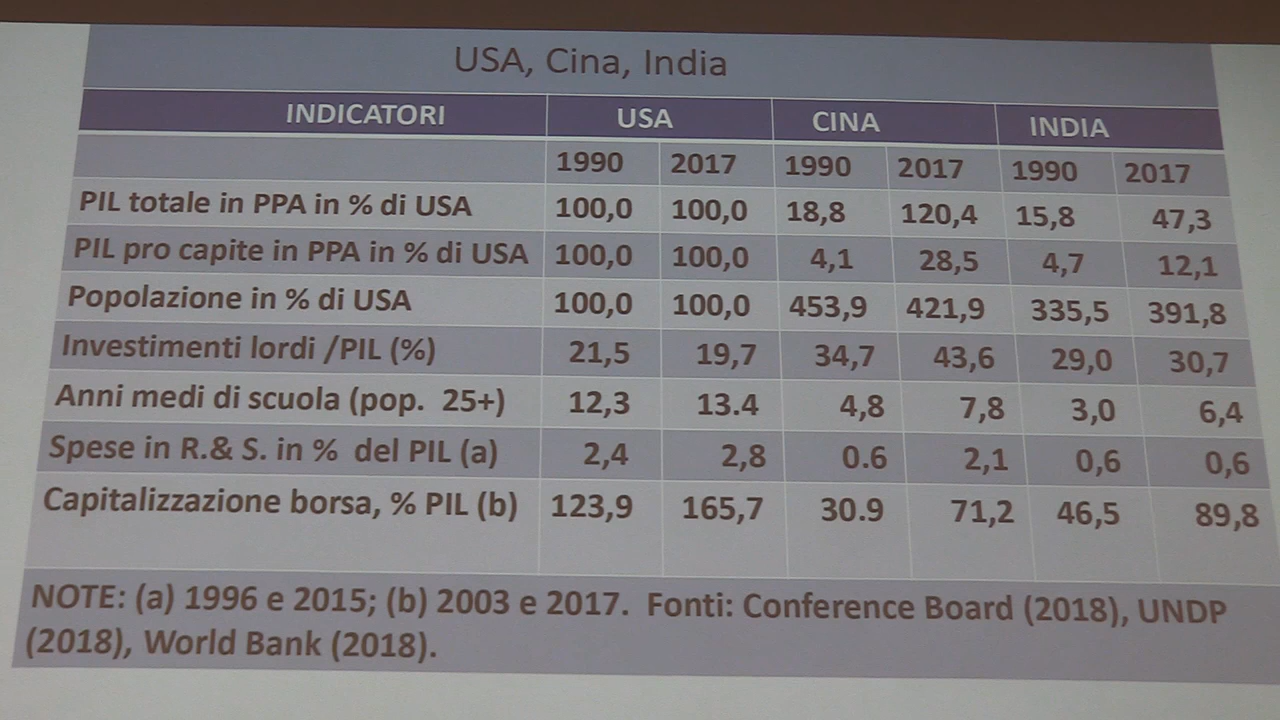 USA, Cina, India
INDICATORI USA CINA INDIA
1990 2017 1990 2017 1990 2017
PIL totale in PPA in % di USA 100,0 100,0 18,8 120,4 15,8 47,3
PIL pro capite in PPA in % di USA 100,0 100,0 4,1 28,5 4,7 12,1
Popolazione in % di USA 100,0 100,0 453,9 421,9 335,5 391,8
Investimenti lordi /PIL (%) 21,5 19,7 34,7 43,6 29,0 30,7
Anni medi di scuola (pop. 25+) 12,3 13.4 4,8 7,8 3,0 6,4
Spese in R.& S. in % del PIL (a) 2,4 2,8 0.6 2,1 0,6 0,6
Capitalizzazione borsa, % PIL (b) 123,9 165,7 30.9 71,2 46,5 89,8
NOTE: (a) 1996 e 2015; (b) 2003 e 2017. Fonti: Conference Board (2018), UNDP
(2018), World Bank (2018).